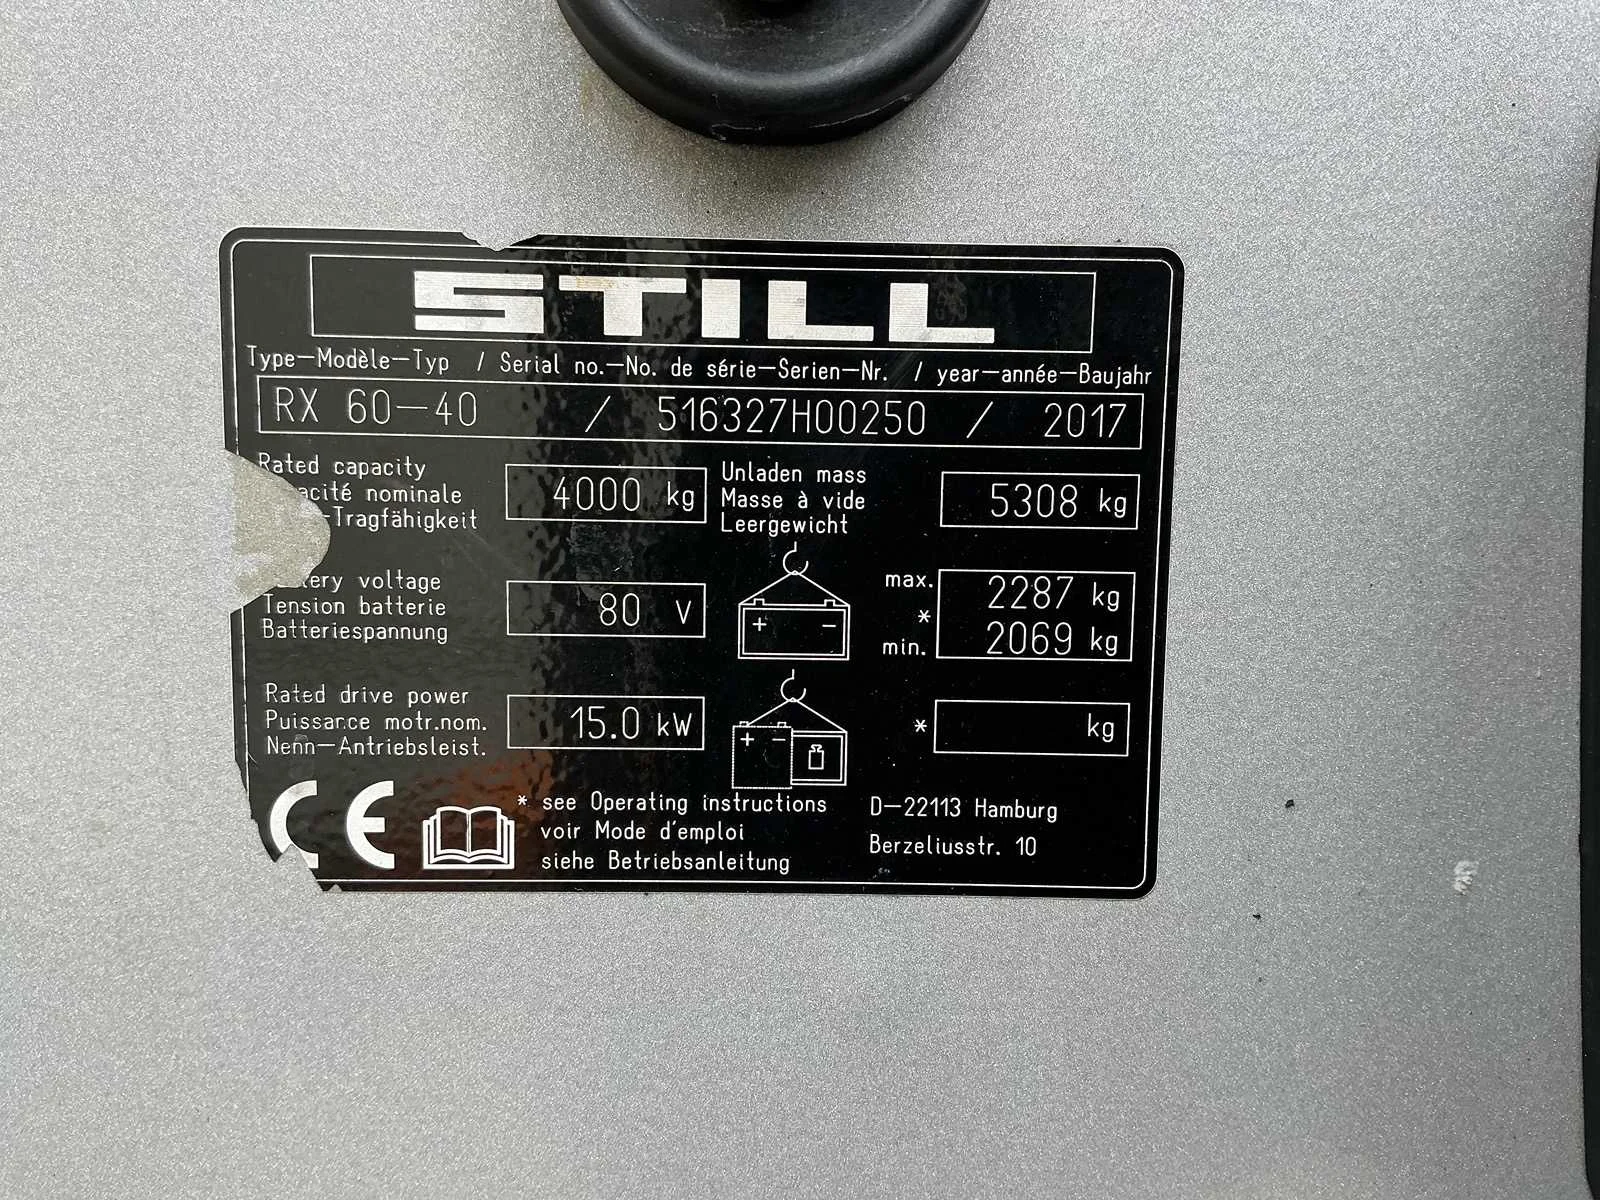 STILL
Type-Modèle-Typ / Serial no.-No. de série-Serien-Nr. / year-année-Baujahr
RX 60-40 / 516327H00250 / 2017
Rated capacity
nominale
Tragfähigkeit
4000 kg
Unladen mass
Masse à vide
Leergewicht
5308 kg
voltage
Tension batterie
Batteriespannung
80 V
+ -
max. 2287 kg
*
min. 2069 kg
Rated drive power
Puissance motr.nom.
Nenn-Antriebsleist.
15.0 kW
+ -
* kg
CE
* see Operating instructions
voir Mode d'emploi
siehe Betriebsanleitung
D-22113 Hamburg
Berzeliusstr. 10